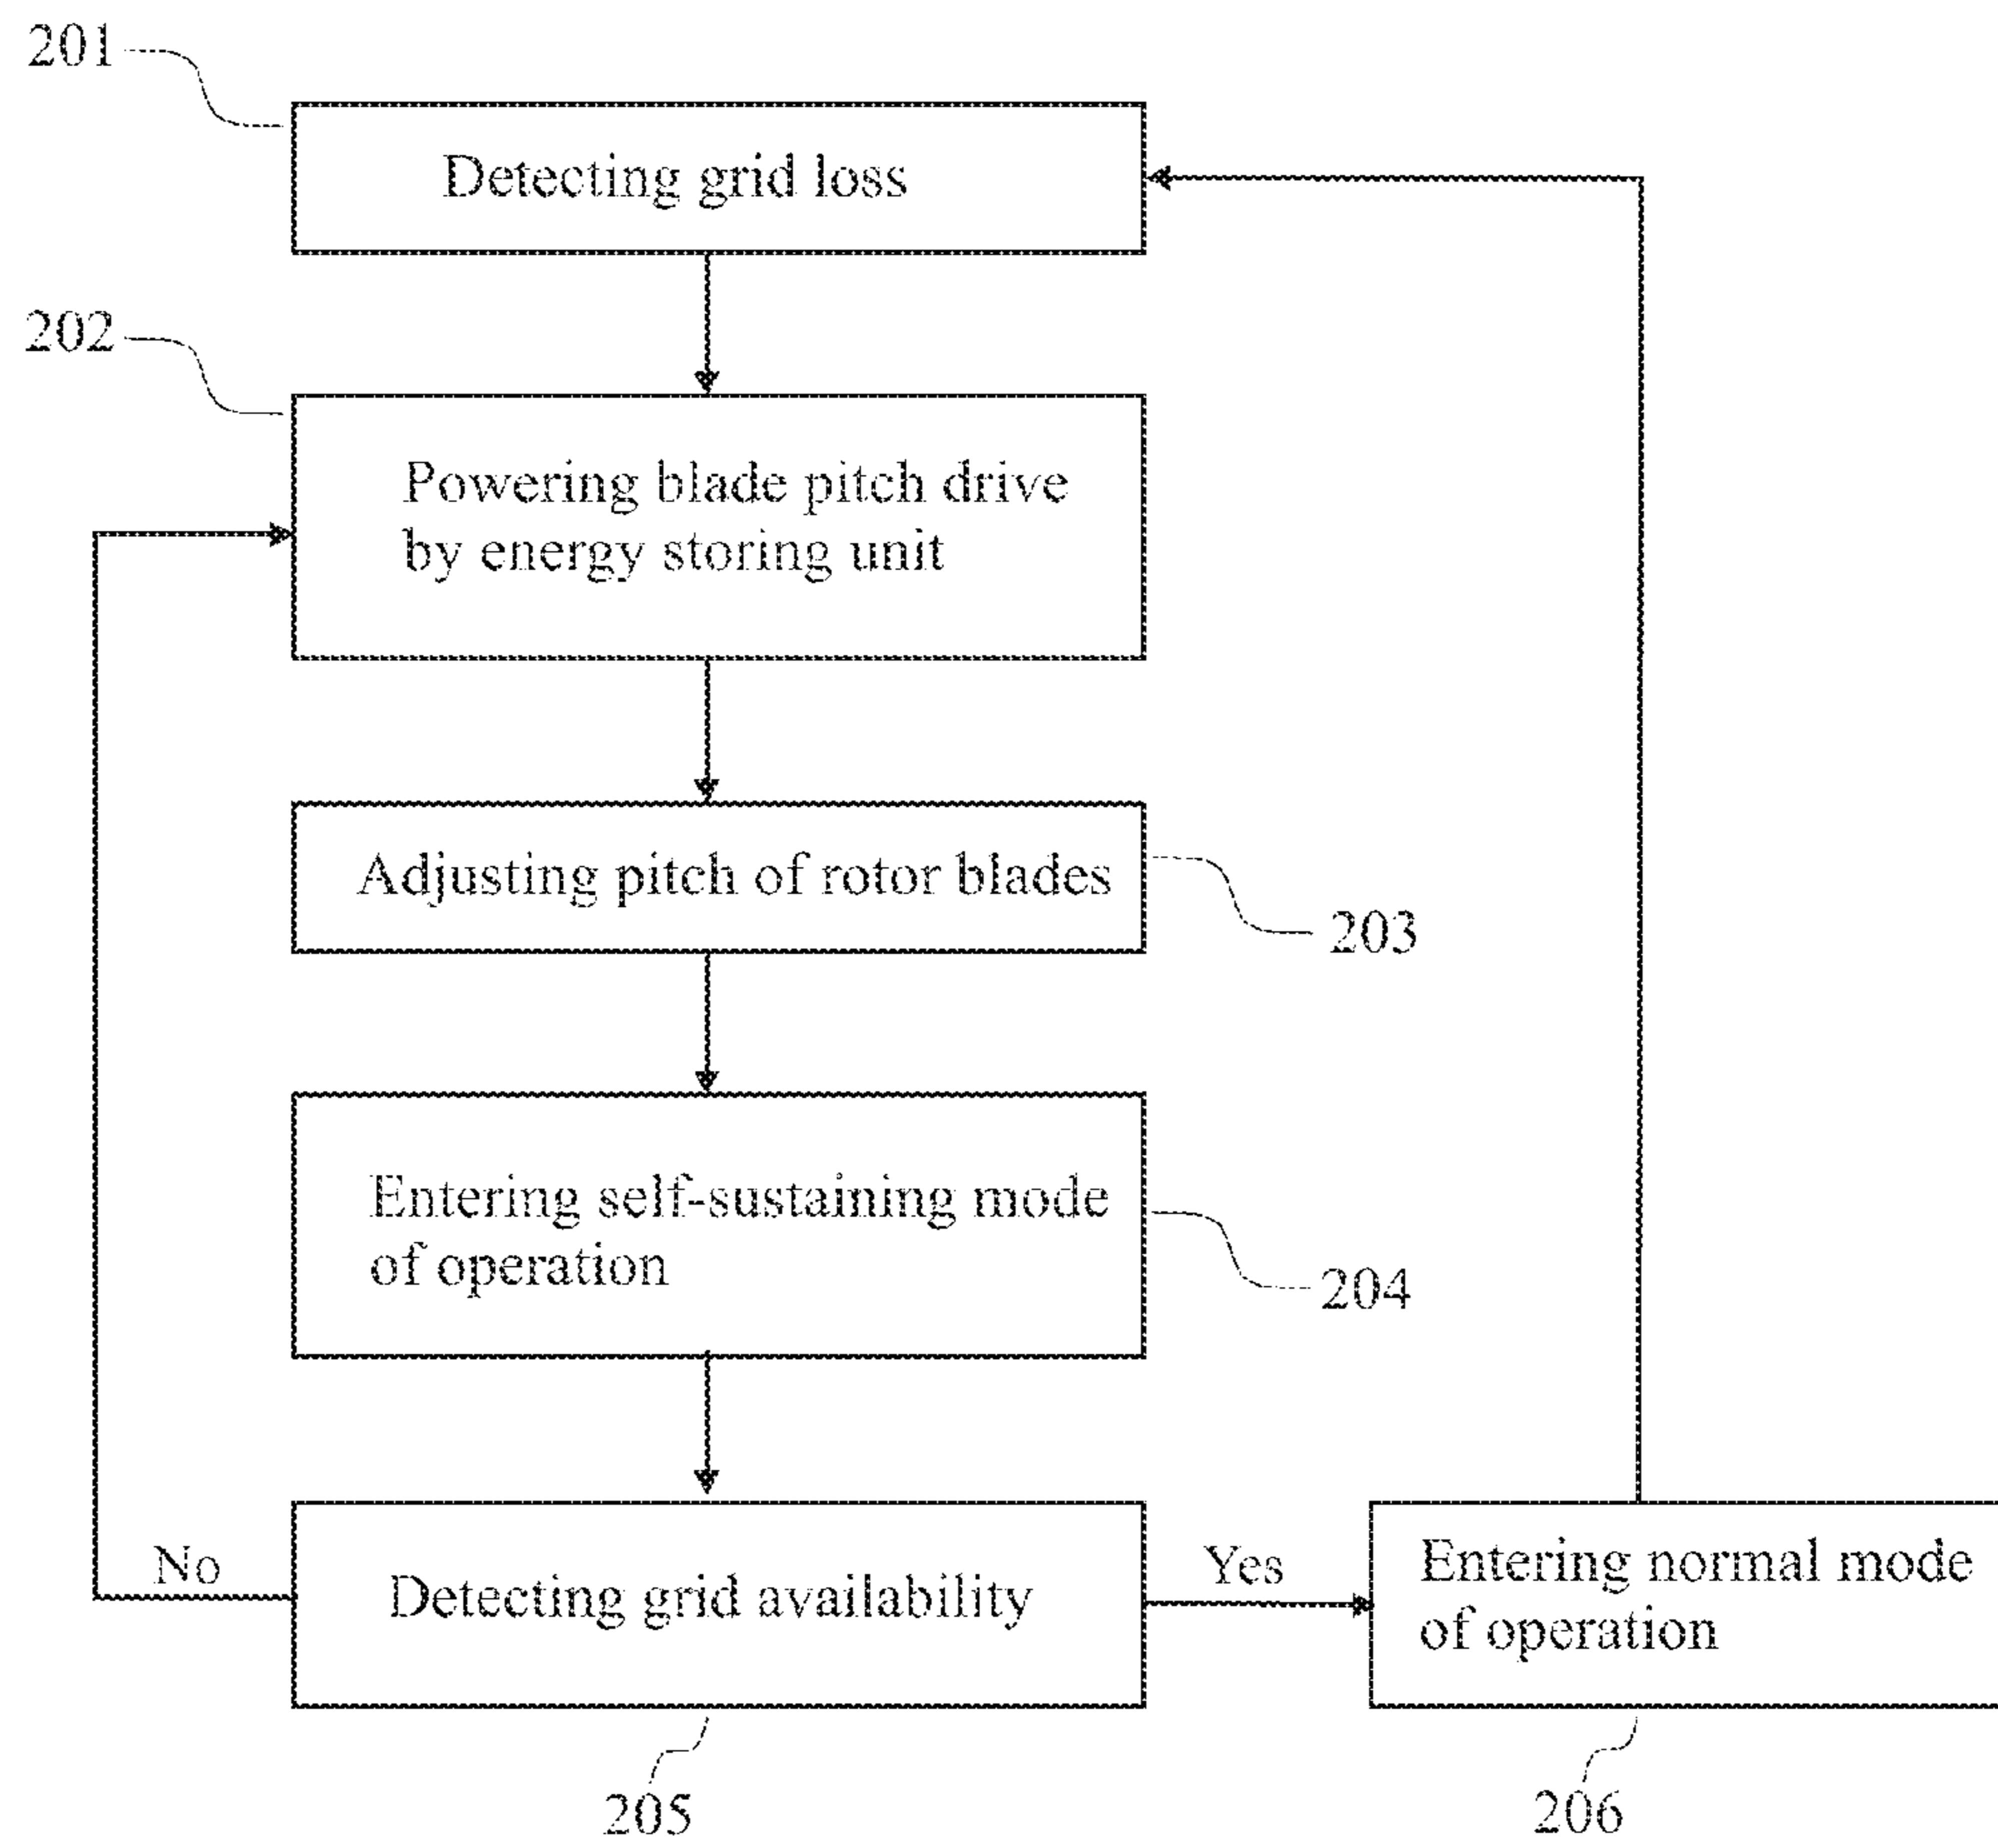 201
Detecting grid loss
202
Powering blade pitch drive
by energy storing unit
Adjusting pitch of rotor blades
203
Entering self-sustaining mode
of operation
204
No
Detecting grid availability
Yes
Entering normal mode
of operation
205
206